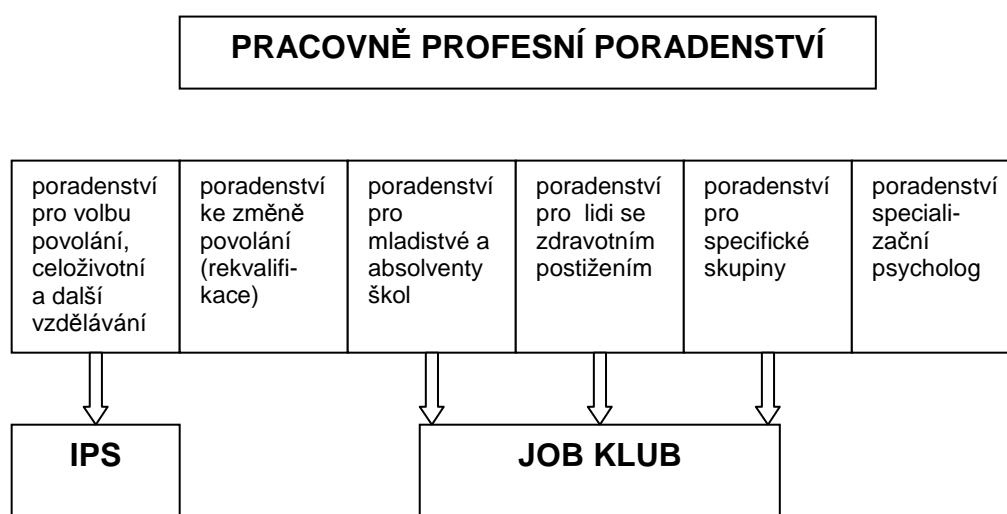 PRACOVNĚ PROFESNÍ PORADENSTVÍ
poradenství
pro volbu
povolání,
celoživotní
a další
vzdělávání
poradenství
ke změně
povolání
(rekvalifi-
kace)
poradenství
pro
mladistvé a
absolventy
škol
poradenství
pro lidi se
zdravotním
postižením
poradenství
pro
specifické
skupiny
poradenství
speciali-
zační
psycholog
IPS
JOB KLUB